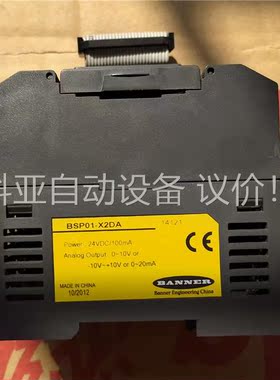 BSP01-X2DA
Power : 24VDC/100mA
Analog Output : 0-10V or
-10V~+10V or 0-20mA
MADE IN CHINA
10/2012
BANNER
Banner Engineering China
CE
科亚自动设备 议价!